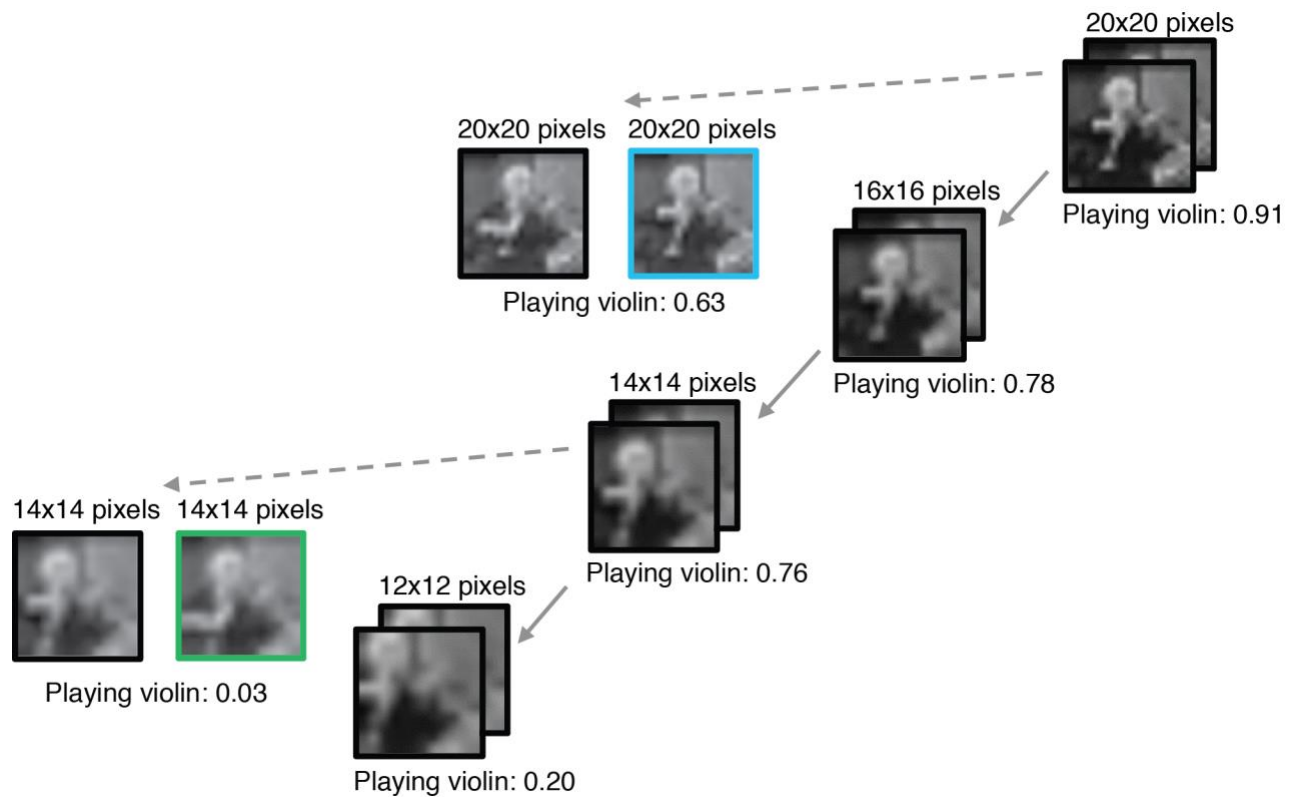 20x20 pixels
20x20 pixels 20x20 pixels
16x16 pixels
Playing violin: 0.91
Playing violin: 0.63
14x14 pixels
Playing violin: 0.78
14x14 pixels 14x14 pixels
Playing violin: 0.76
12x12 pixels
Playing violin: 0.03
Playing violin: 0.20